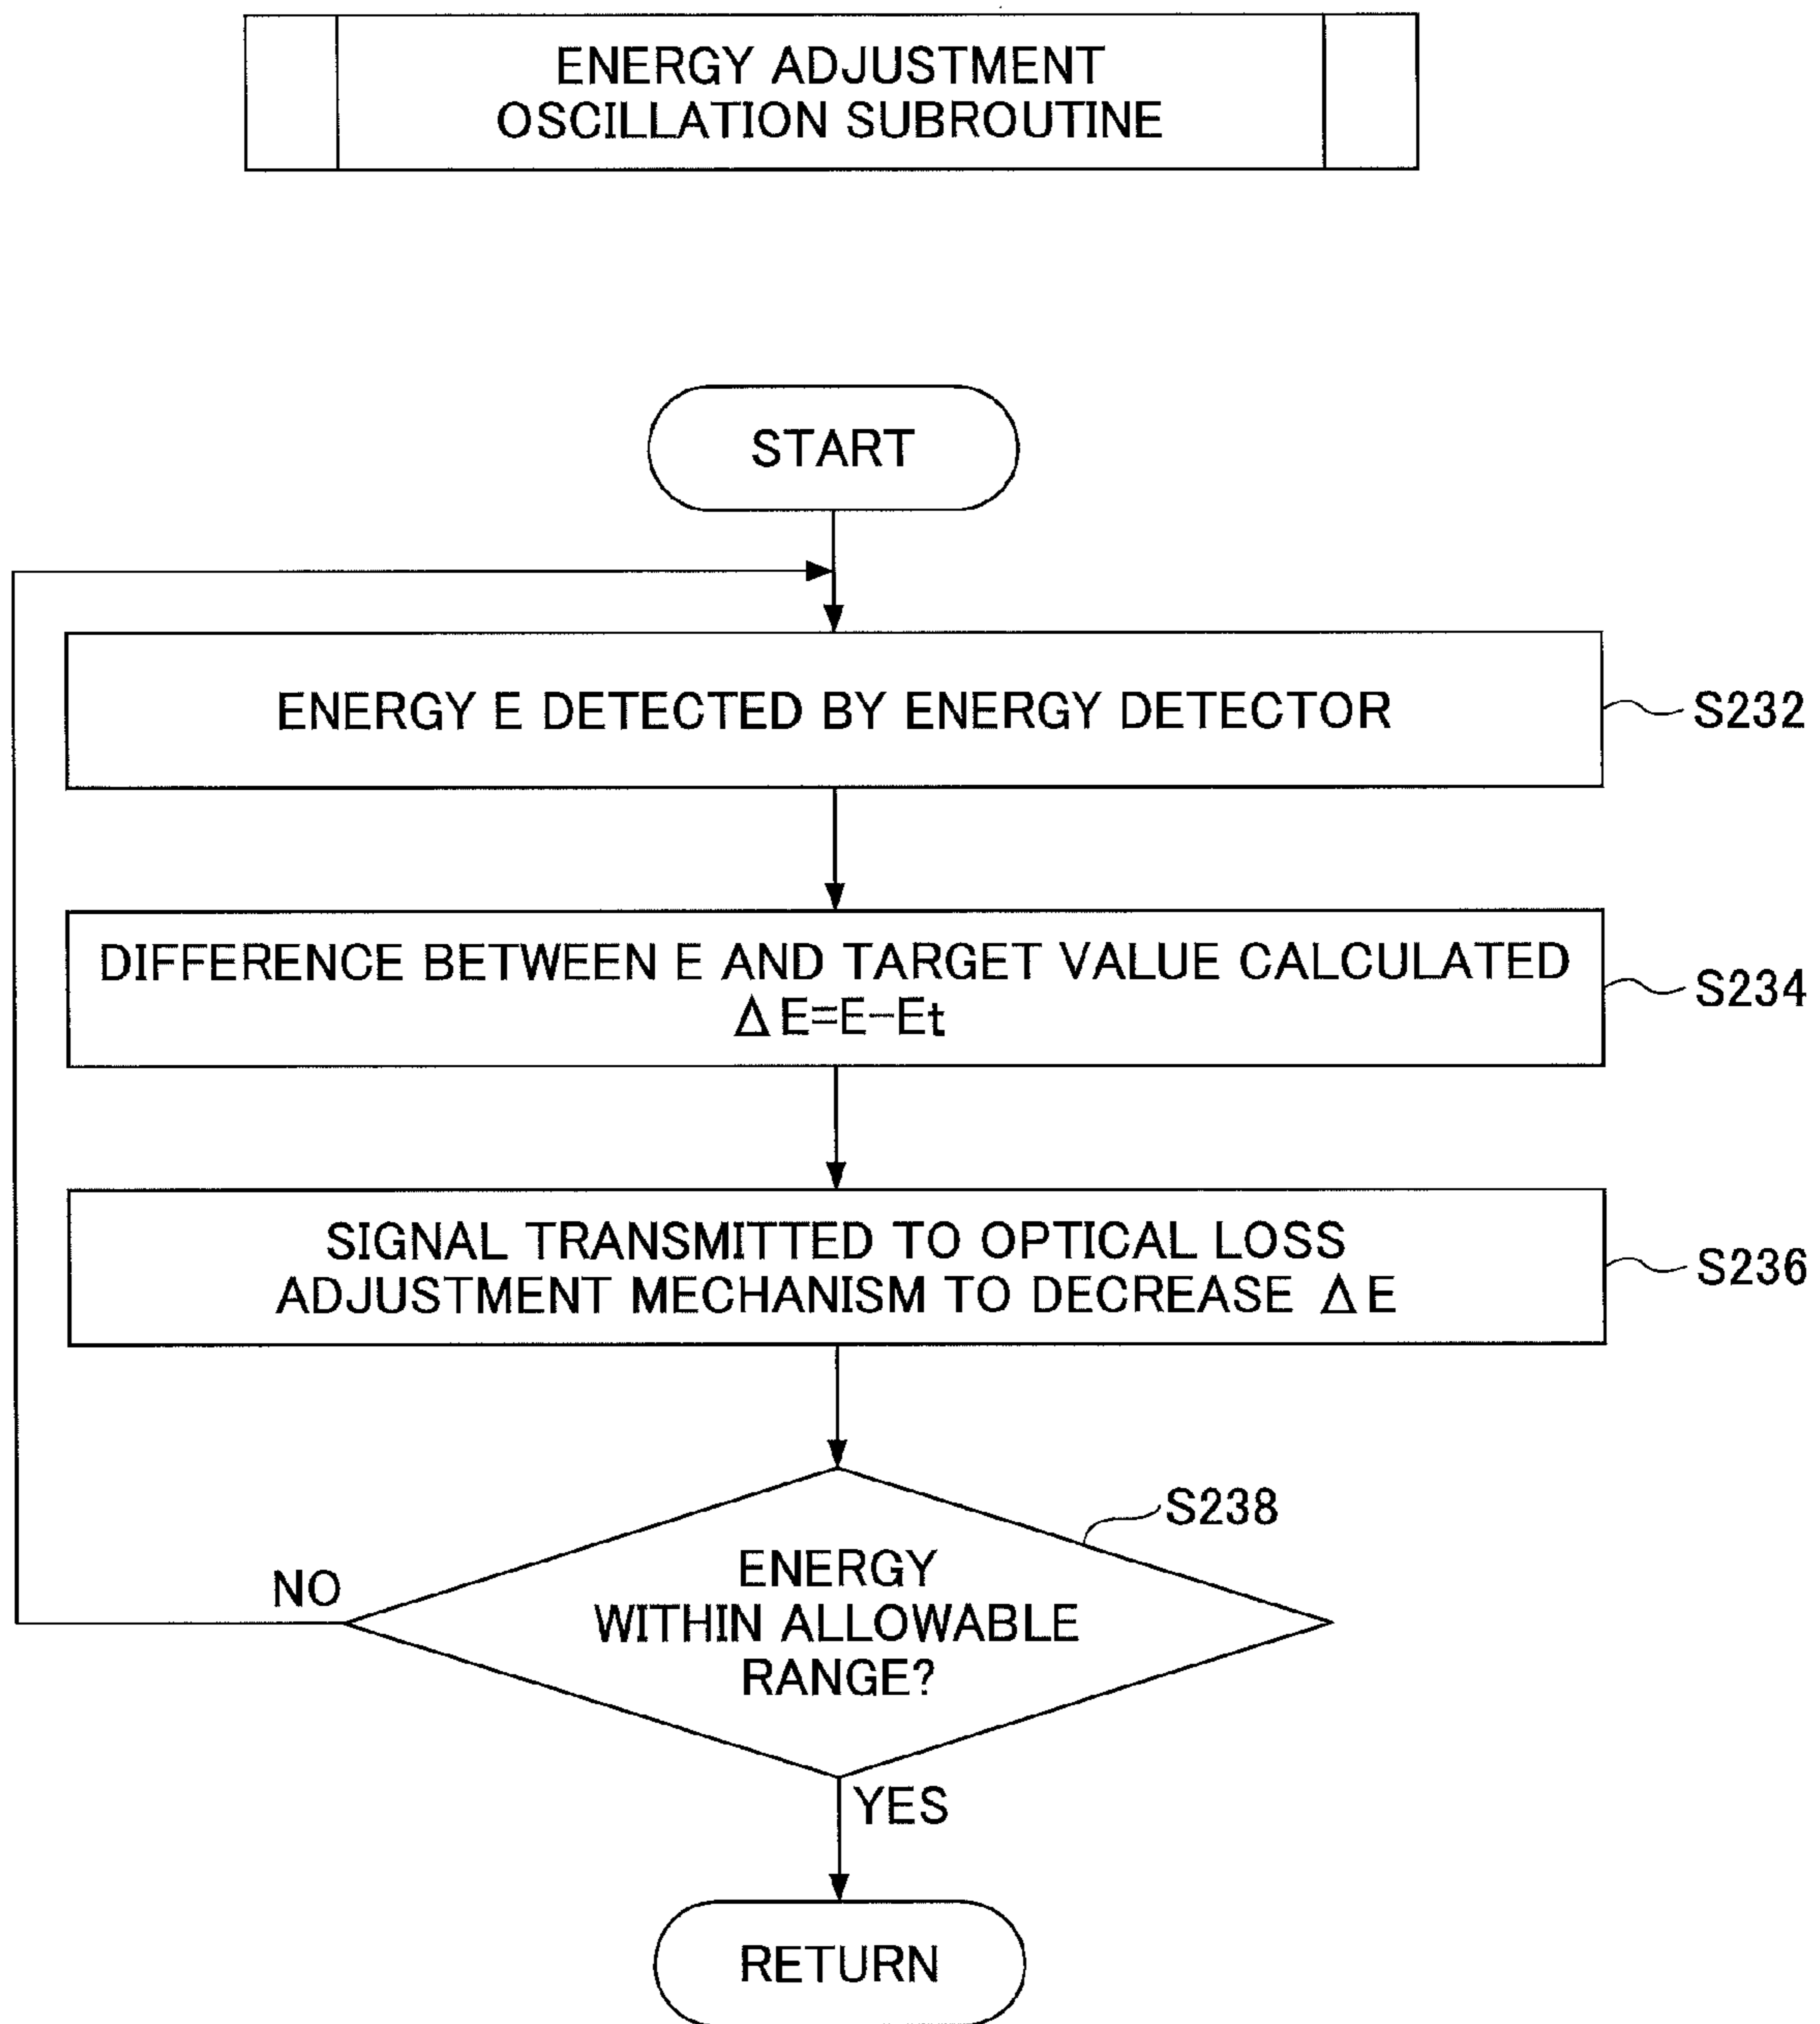 ENERGY ADJUSTMENT
OSCILLATION SUBROUTINE
START
ENERGY E DETECTED BY ENERGY DETECTOR
S232
DIFFERENCE BETWEEN E AND TARGET VALUE CALCULATED
ΔE=E-Et
S234
SIGNAL TRANSMITTED TO OPTICAL LOSS
ADJUSTMENT MECHANISM TO DECREASE ΔE
S236
S238
ENERGY
WITHIN ALLOWABLE
RANGE?
NO
YES
RETURN